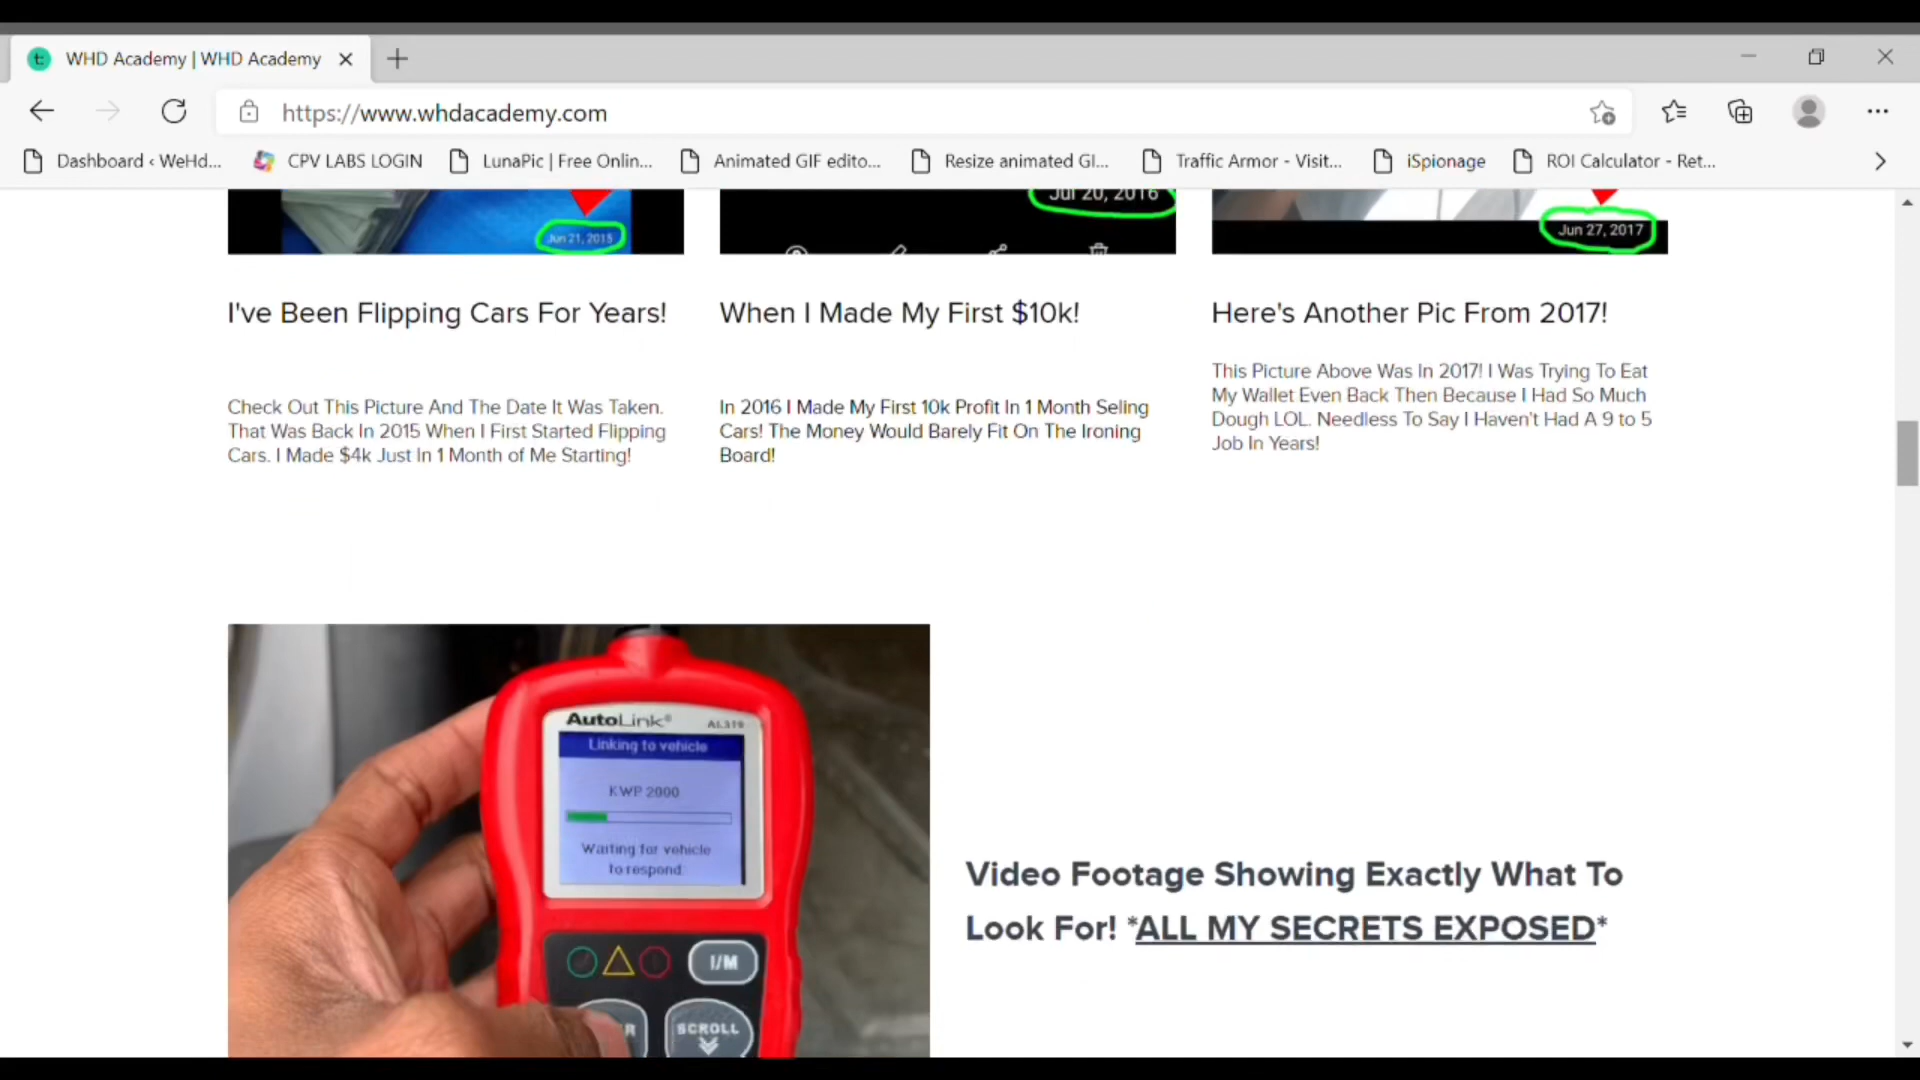 WHD Academy | WHD Academy
https://www.whdacademy.com
Dashboard ‹ WeHd...
CPV LABS LOGIN
LunaPic | Free Onlin...
Animated GIF edito...
Resize animated GI...
Traffic Armor - Visit...
iSpionage
ROI Calculator - Ret...
Jun 21, 2015
Jul 20, 2016
Jun 27, 2017
I've Been Flipping Cars For Years!
When I Made My First $10k!
Here's Another Pic From 2017!
Check Out This Picture And The Date It Was Taken.
That Was Back In 2015 When I First Started Flipping
Cars. I Made $4k Just In 1 Month of Me Starting!
In 2016 I Made My First 10k Profit In 1 Month Seling
Cars! The Money Would Barely Fit On The Ironing
Board!
This Picture Above Was In 2017! I Was Trying To Eat
My Wallet Even Back Then Because I Had So Much
Dough LOL. Needless To Say I Haven't Had A 9 to 5
Job In Years!
AutoLink® AL319
Linking to vehicle
KWP 2000
Waiting for vehicle
to respond
I/M
SCROLL
Video Footage Showing Exactly What To
Look For! *ALL MY SECRETS EXPOSED*